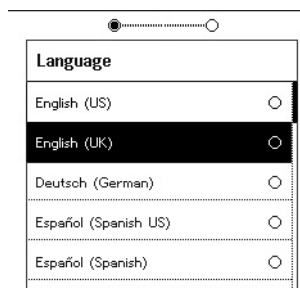 Language
English (US)
English (UK)
Deutsch (German)
Español (Spanish US)
Español (Spanish)